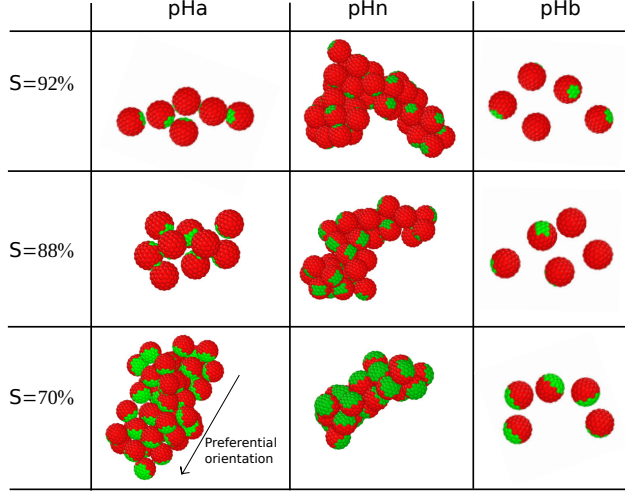 pHa pHn pHb
S=92%
S=88%
S=70%
Preferential
orientation